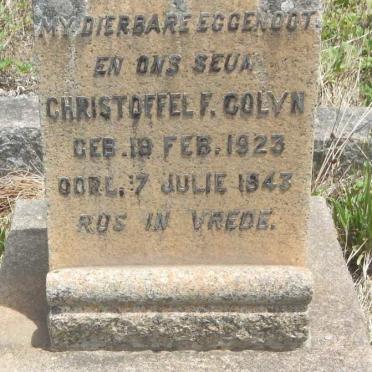 MY DIERBARE EGGENOOT
EN ONS SEUN
CHRISTOFFEL F. COLYN
GEB. 19 FEB. 1923
OORL. 7 JULIE 1943
RUS IN VREDE.